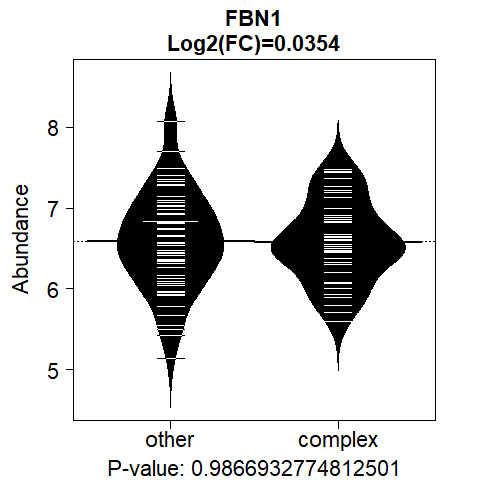 FBN1
Log2(FC)=0.0354
Abundance
8
7
6
5
other complex
P-value: 0.9866932774812501